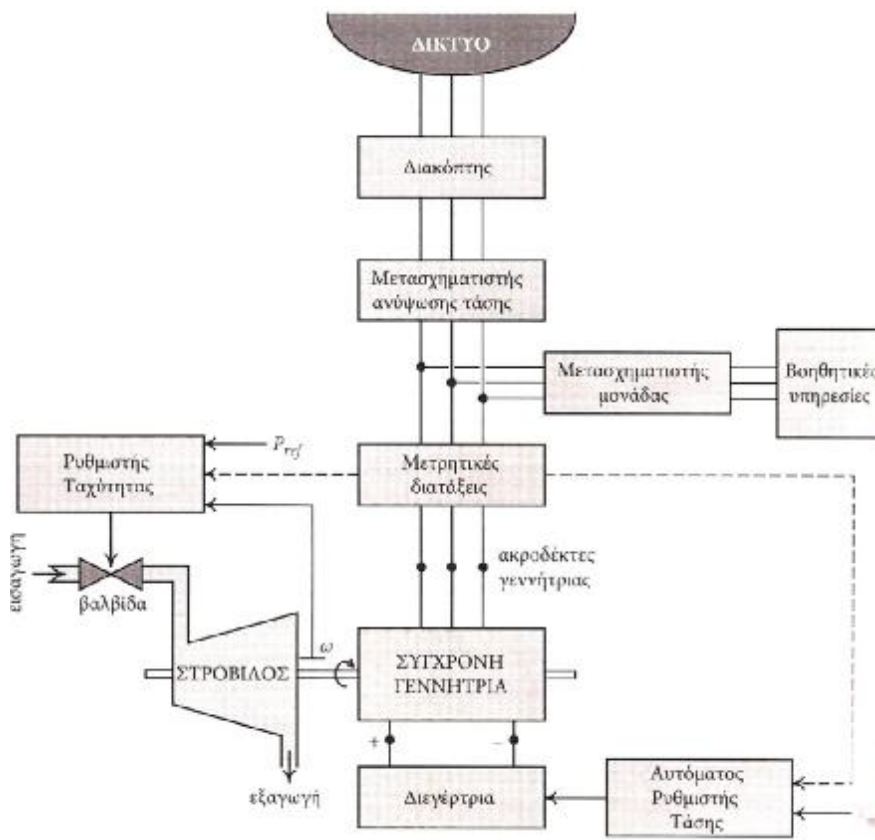 ΔΙΚΤΥΟ
Διακόπτης
Μετασχηματιστής
ανύψωσης τάσης
Μετασχηματιστής
μονάδας
Βοηθητικές
υπηρεσίες
Ρυθμιστής
Ταχύτητας
P_ref
Μετρητικές
διατάξεις
ακροδέκτες
γεννήτριας
εισαγωγή
βαλβίδα
ω
ΣΤΡΟΒΙΛΟΣ
ΣΥΓΧΡΟΝΗ
ΓΕΝΝΗΤΡΙΑ
+
−
εξαγωγή
Διεγέρτρια
Αυτόματος
Ρυθμιστής
Τάσης